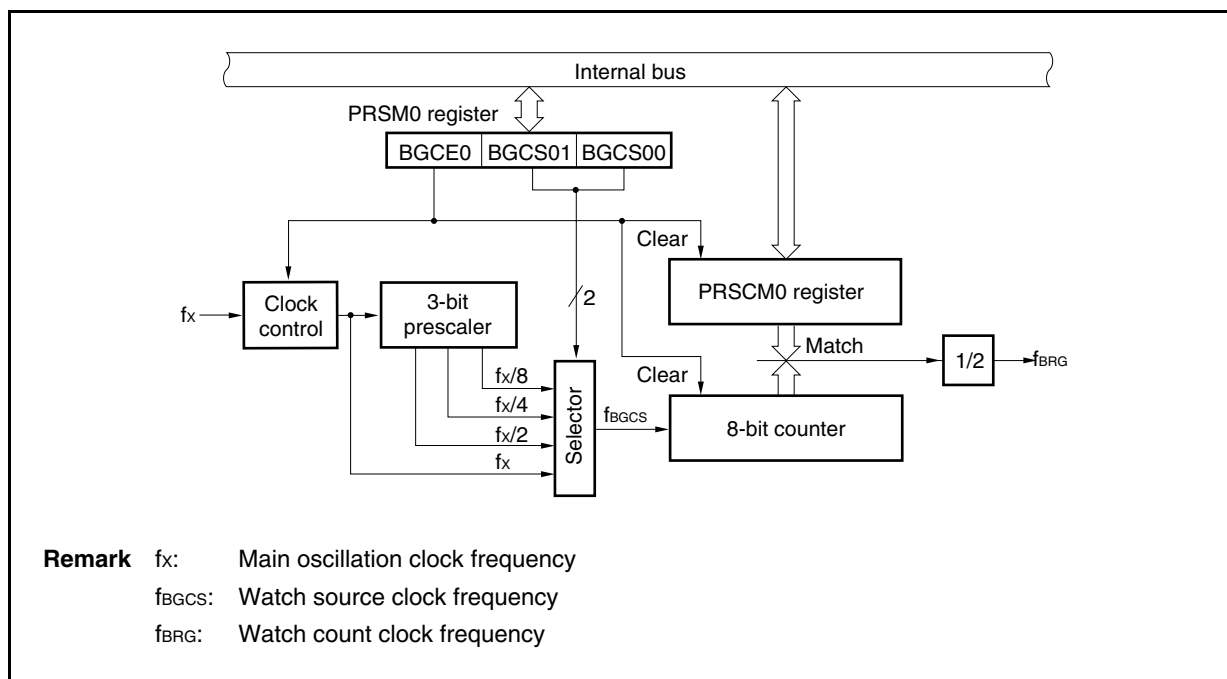 Internal bus
PRSM0 register
BGCE0 BGCS01 BGCS00
Clear
PRSCM0 register
2
fX
Clock
control
3-bit
prescaler
Match
1/2
fBRG
Clear
fX/8
fX/4
fX/2
fX
Selector
fBGCS
8-bit counter
Remark fX: Main oscillation clock frequency
fBGCS: Watch source clock frequency
fBRG: Watch count clock frequency